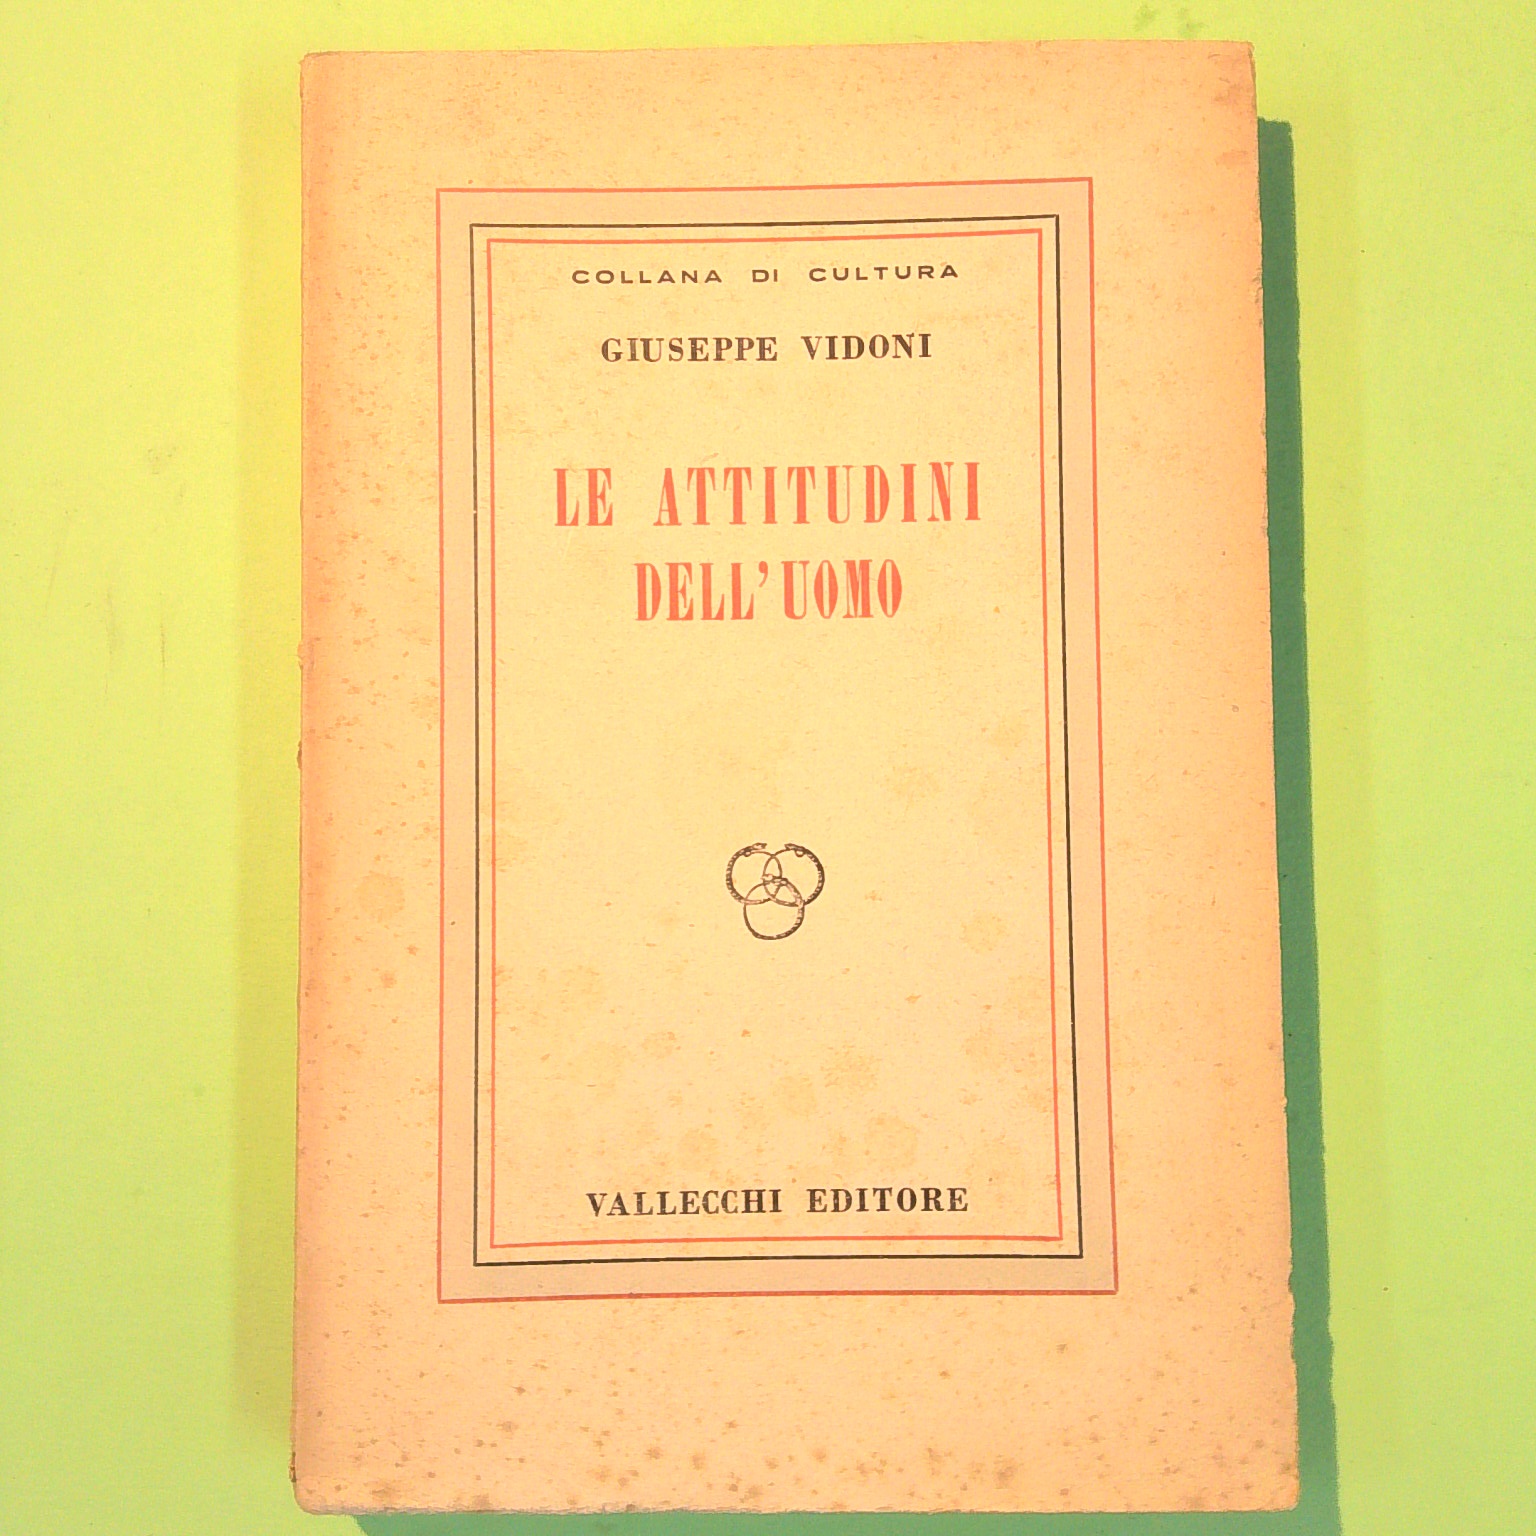 COLLANA DI CULTURA
GIUSEPPE VIDONI
LE ATTITUDINI
DELL'UOMO
VALLECCHI EDITORE